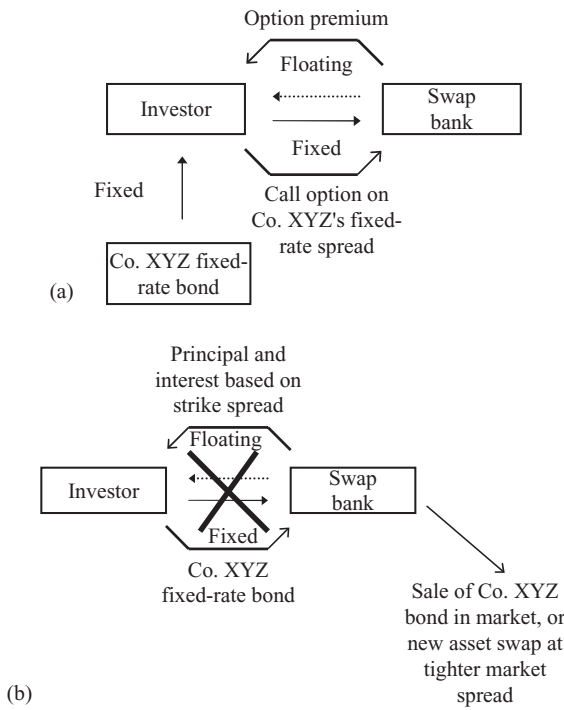 Option premium
Floating
Investor
Swap
bank
Fixed
Fixed
Call option on
Co. XYZ's fixed-
rate spread
Co. XYZ fixed-
rate bond
(a)
Principal and
interest based on
strike spread
Floating
Investor
Swap
bank
Fixed
Co. XYZ
fixed-rate bond
Sale of Co. XYZ
bond in market, or
new asset swap at
tighter market
spread
(b)